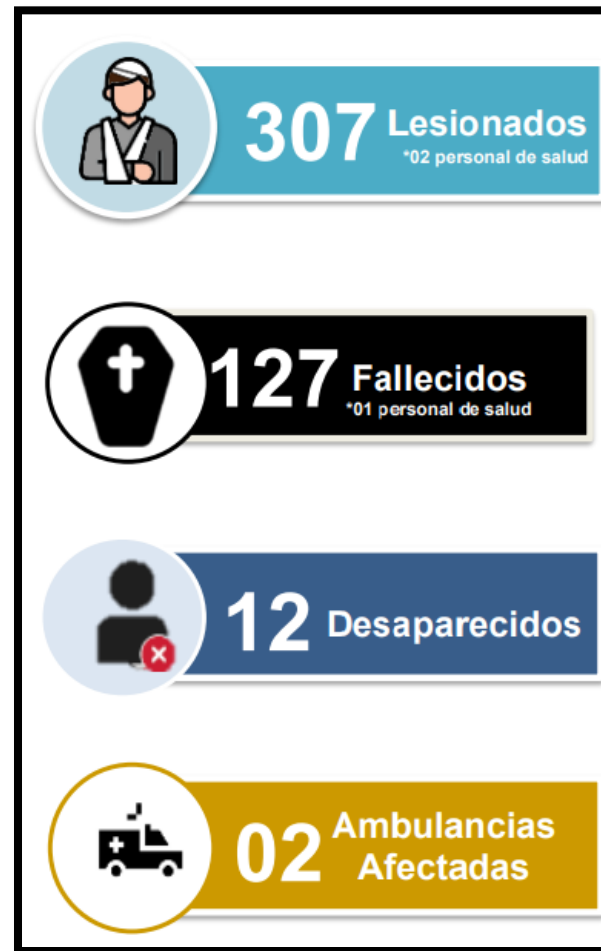 307 Lesionados
*02 personal de salud
127 Fallecidos
*01 personal de salud
12 Desaparecidos
02 Ambulancias
Afectadas